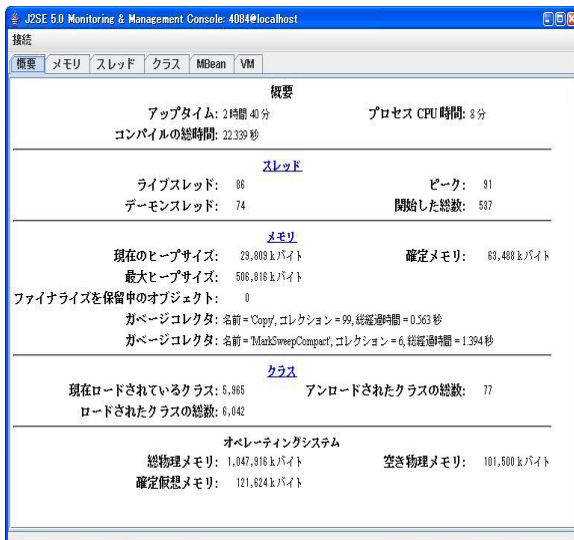 J2SE 5.0 Monitoring & Management Console: 4084@localhost
接続
概要 メモリ スレッド クラス MBean VM
概要
アップタイム: 2 時間 40 分 プロセス CPU 時間: 8 分
コンパイルの総時間: 22.339 秒
スレッド
ライブスレッド: 86 ピーク: 91
デーモンスレッド: 74 開始した総数: 537
メモリ
現在のヒープサイズ: 29,809 k バイト 確定メモリ: 63,488 k バイト
最大ヒープサイズ: 506,816 k バイト
ファイナライズを保留中のオブジェクト: 0
ガベージコレクタ: 名前 = 'Copy', コレクション = 99, 総経過時間 = 0.563 秒
ガベージコレクタ: 名前 = 'MarkSweepCompact', コレクション = 6, 総経過時間 = 1.394 秒
クラス
現在ロードされているクラス: 5,965 アンロードされたクラスの総数: 77
ロードされたクラスの総数: 6,042
オペレーティングシステム
総物理メモリ: 1,047,916 k バイト 空き物理メモリ: 101,500 k バイト
確定仮想メモリ: 121,624 k バイト